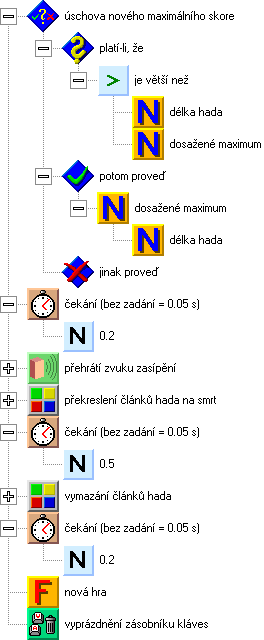 úschova nového maximálního skore
platí-li, že
je větší než
N délka hada
N dosažené maximum
potom proveď
N dosažené maximum
N délka hada
jinak proveď
čekání (bez zadání = 0.05 s)
N 0.2
přehrátí zvuku zasípění
překreslení článků hada na smrt
čekání (bez zadání = 0.05 s)
N 0.5
vymazání článků hada
čekání (bez zadání = 0.05 s)
N 0.2
F nová hra
vyprázdnění zásobníku kláves